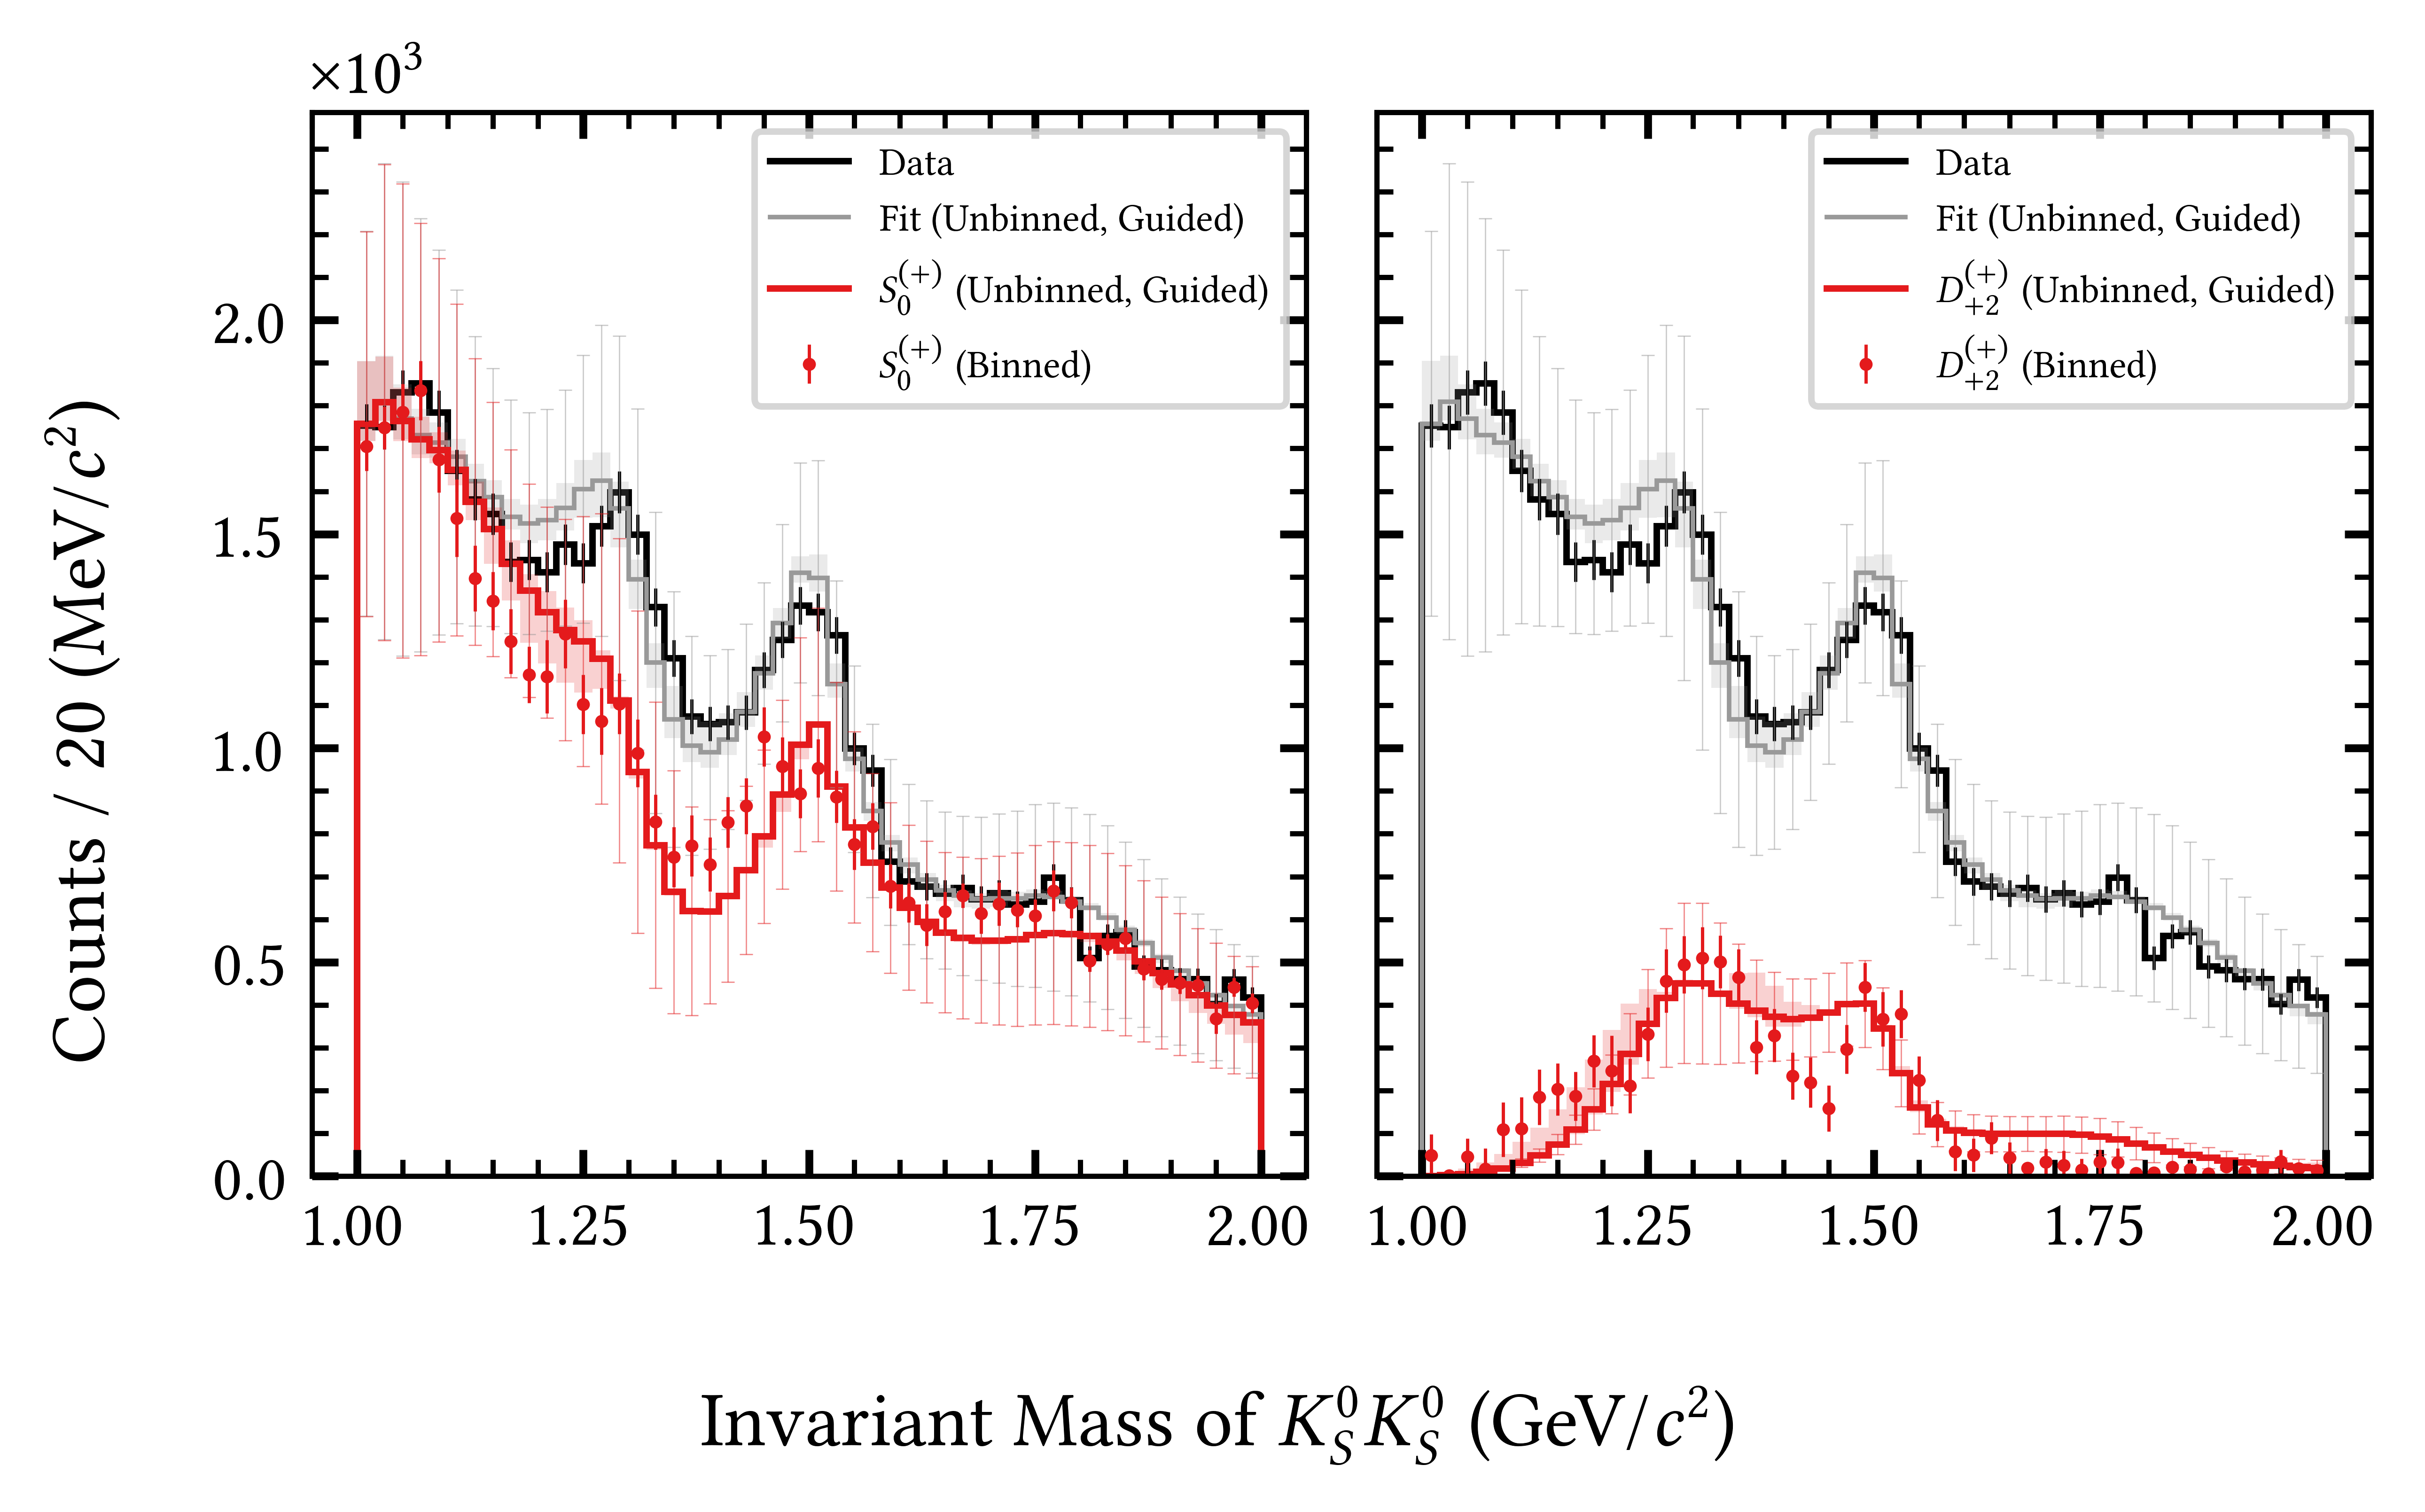 ×10³
Counts / 20 (MeV/c²)
2.0
1.5
1.0
0.5
0.0
Data
Fit (Unbinned, Guided)
S₀⁽⁺⁾ (Unbinned, Guided)
S₀⁽⁺⁾ (Binned)
1.00 1.25 1.50 1.75 2.00
Data
Fit (Unbinned, Guided)
D₊₂⁽⁺⁾ (Unbinned, Guided)
D₊₂⁽⁺⁾ (Binned)
1.00 1.25 1.50 1.75 2.00
Invariant Mass of K_S⁰K_S⁰ (GeV/c²)